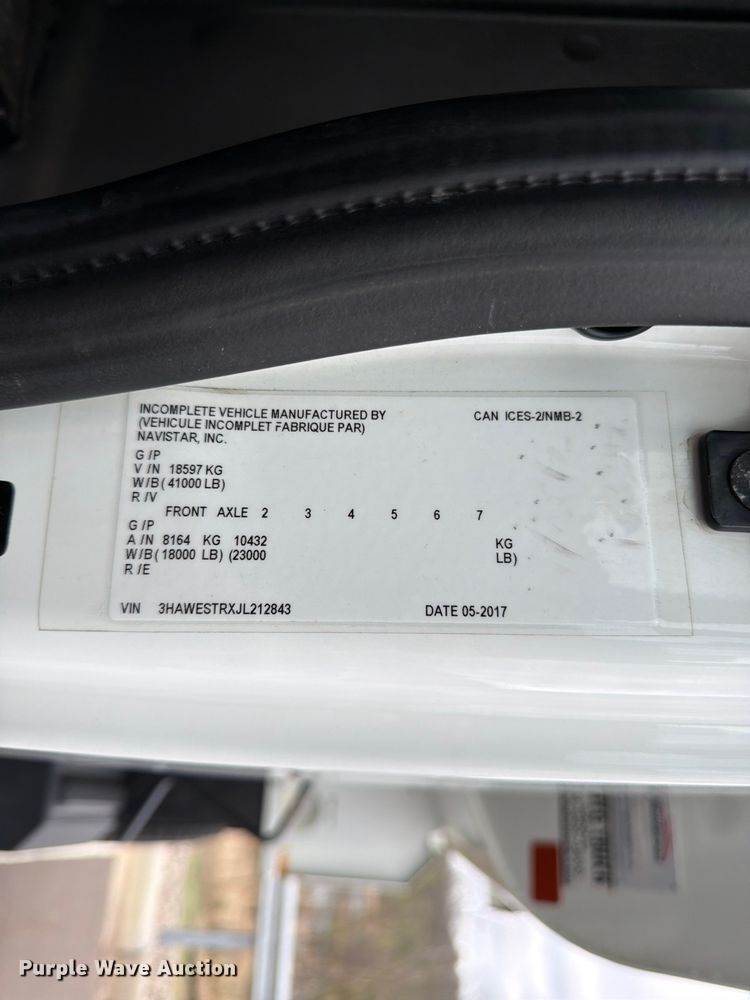 INCOMPLETE VEHICLE MANUFACTURED BY CAN ICES-2/NMB-2
(VEHICULE INCOMPLET FABRIQUE PAR)
NAVISTAR, INC.
G /P
V /N 18597 KG
W/B ( 41000 LB)
R /V
FRONT AXLE 2 3 4 5 6 7
G /P
A /N 8164 KG 10432 KG
W/B ( 18000 LB) (23000 LB)
R /E
VIN 3HAWESTRXJL212843 DATE 05-2017
Purple Wave Auction